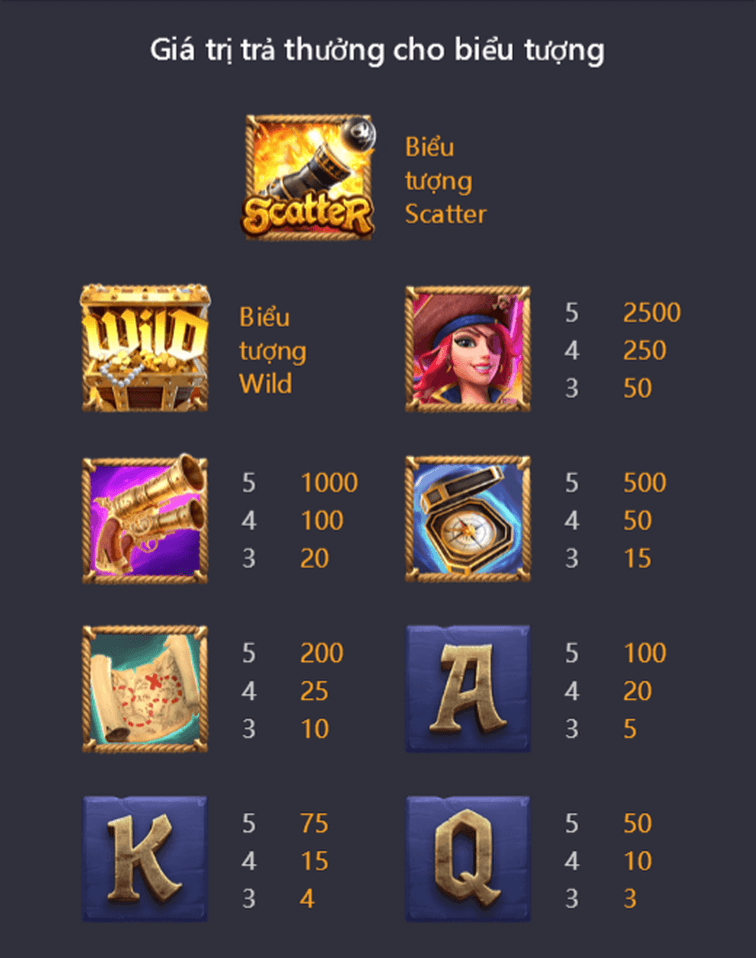 Giá trị trả thưởng cho biểu tượng
Scatter
Biểu
tượng
Scatter
Wild
Biểu
tượng
Wild
5 2500
4 250
3 50
5 1000
4 100
3 20
5 500
4 50
3 15
5 200
4 25
3 10
A
5 100
4 20
3 5
K
5 75
4 15
3 4
Q
5 50
4 10
3 3